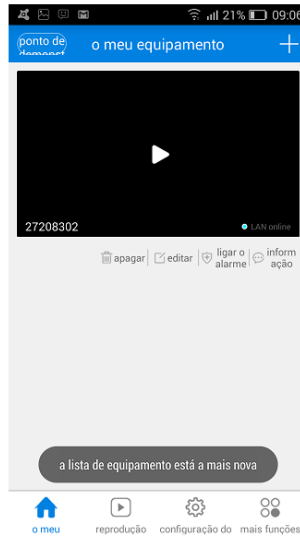 21% 09:06
ponto de
o meu equipamento
27208302
LAN online
apagar
editar
ligar o
alarme
inform
ação
a lista de equipamento está a mais nova
o meu
reprodução
configuração do
mais funções